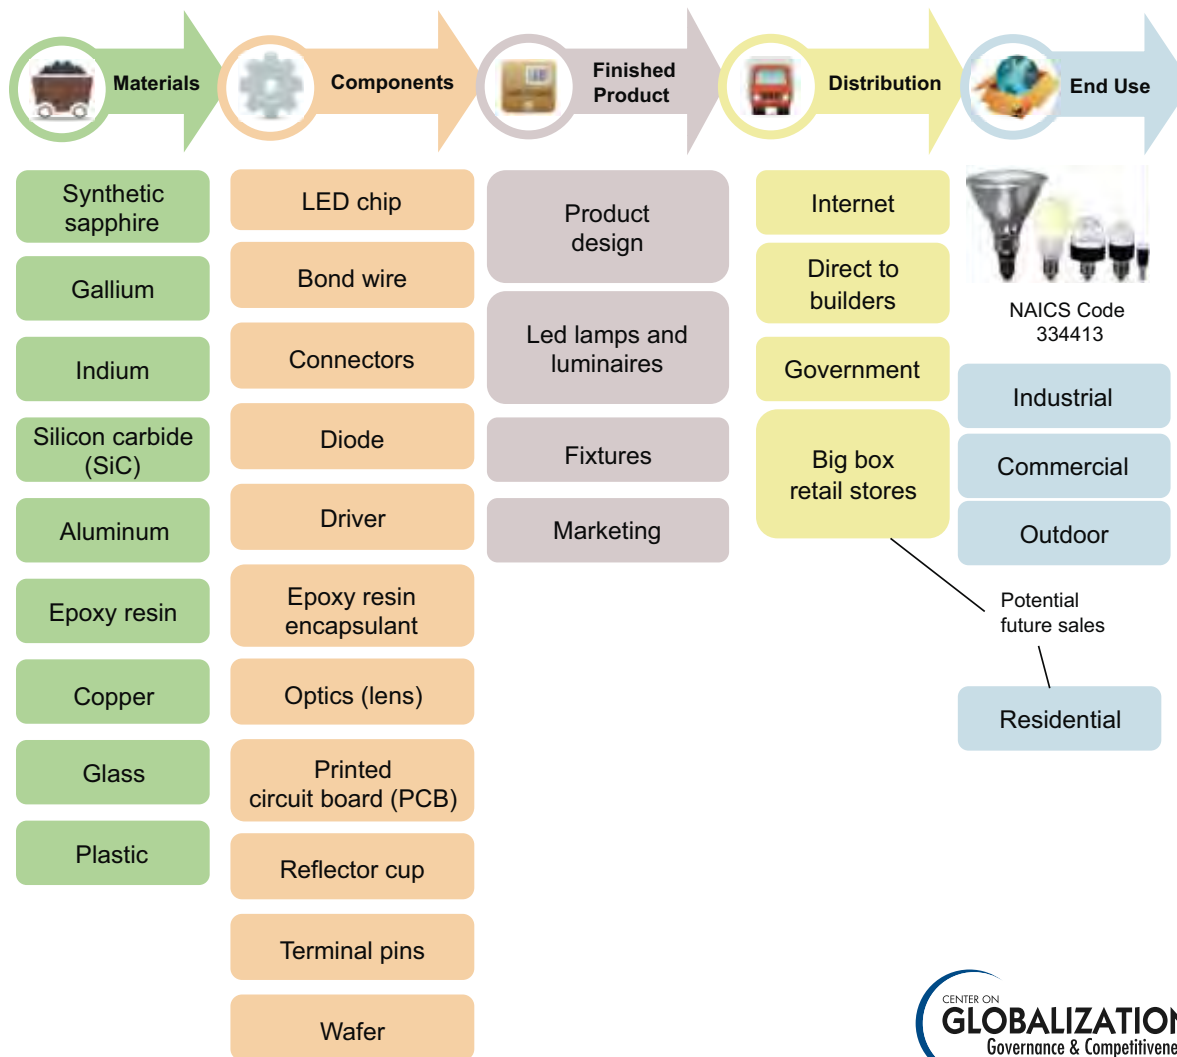 Materials
Components
Finished
Product
Distribution
End Use
Synthetic
sapphire
Gallium
Indium
Silicon carbide
(SiC)
Aluminum
Epoxy resin
Copper
Glass
Plastic
LED chip
Bond wire
Connectors
Diode
Driver
Epoxy resin
encapsulant
Optics (lens)
Printed
circuit board (PCB)
Reflector cup
Terminal pins
Wafer
Product
design
Led lamps and
luminaires
Fixtures
Marketing
Internet
Direct to
builders
Government
Big box
retail stores
NAICS Code
334413
Industrial
Commercial
Outdoor
Potential
future sales
Residential
CENTER ON
GLOBALIZATION
Governance & Competitivene